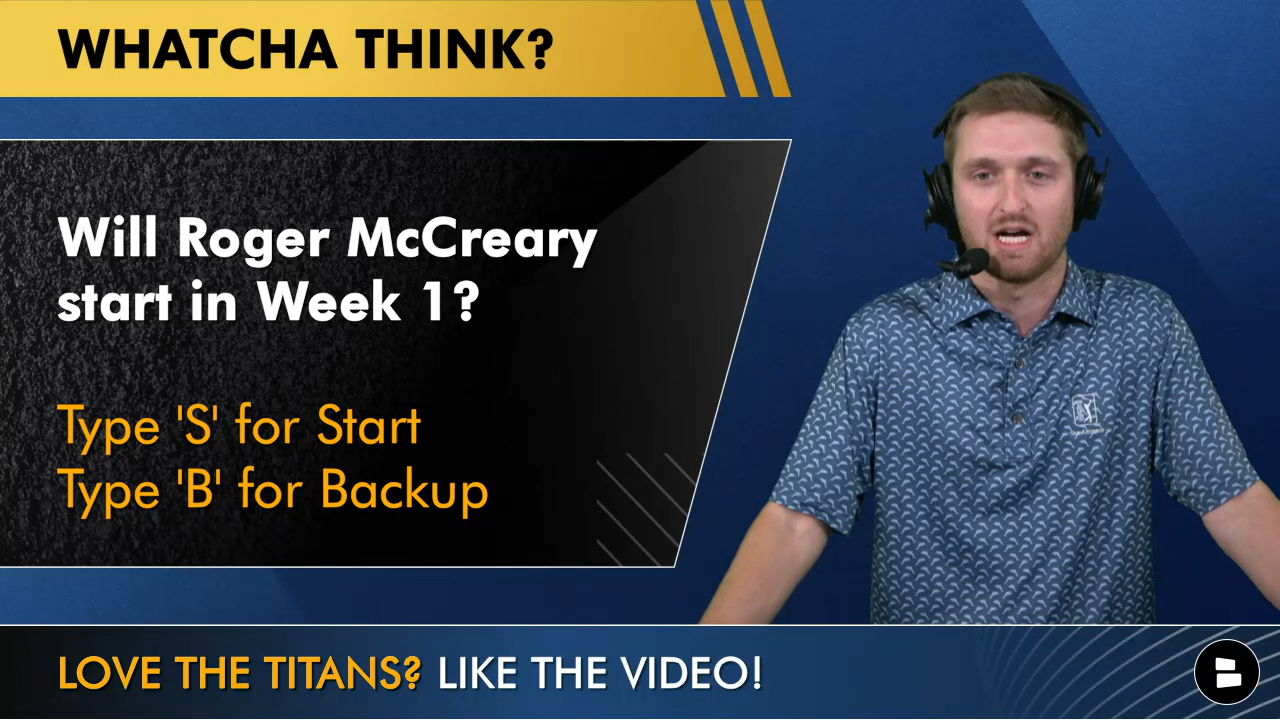 WHATCHA THINK?
Will Roger McCreary
start in Week 1?
Type 'S' for Start
Type 'B' for Backup
LOVE THE TITANS? LIKE THE VIDEO!